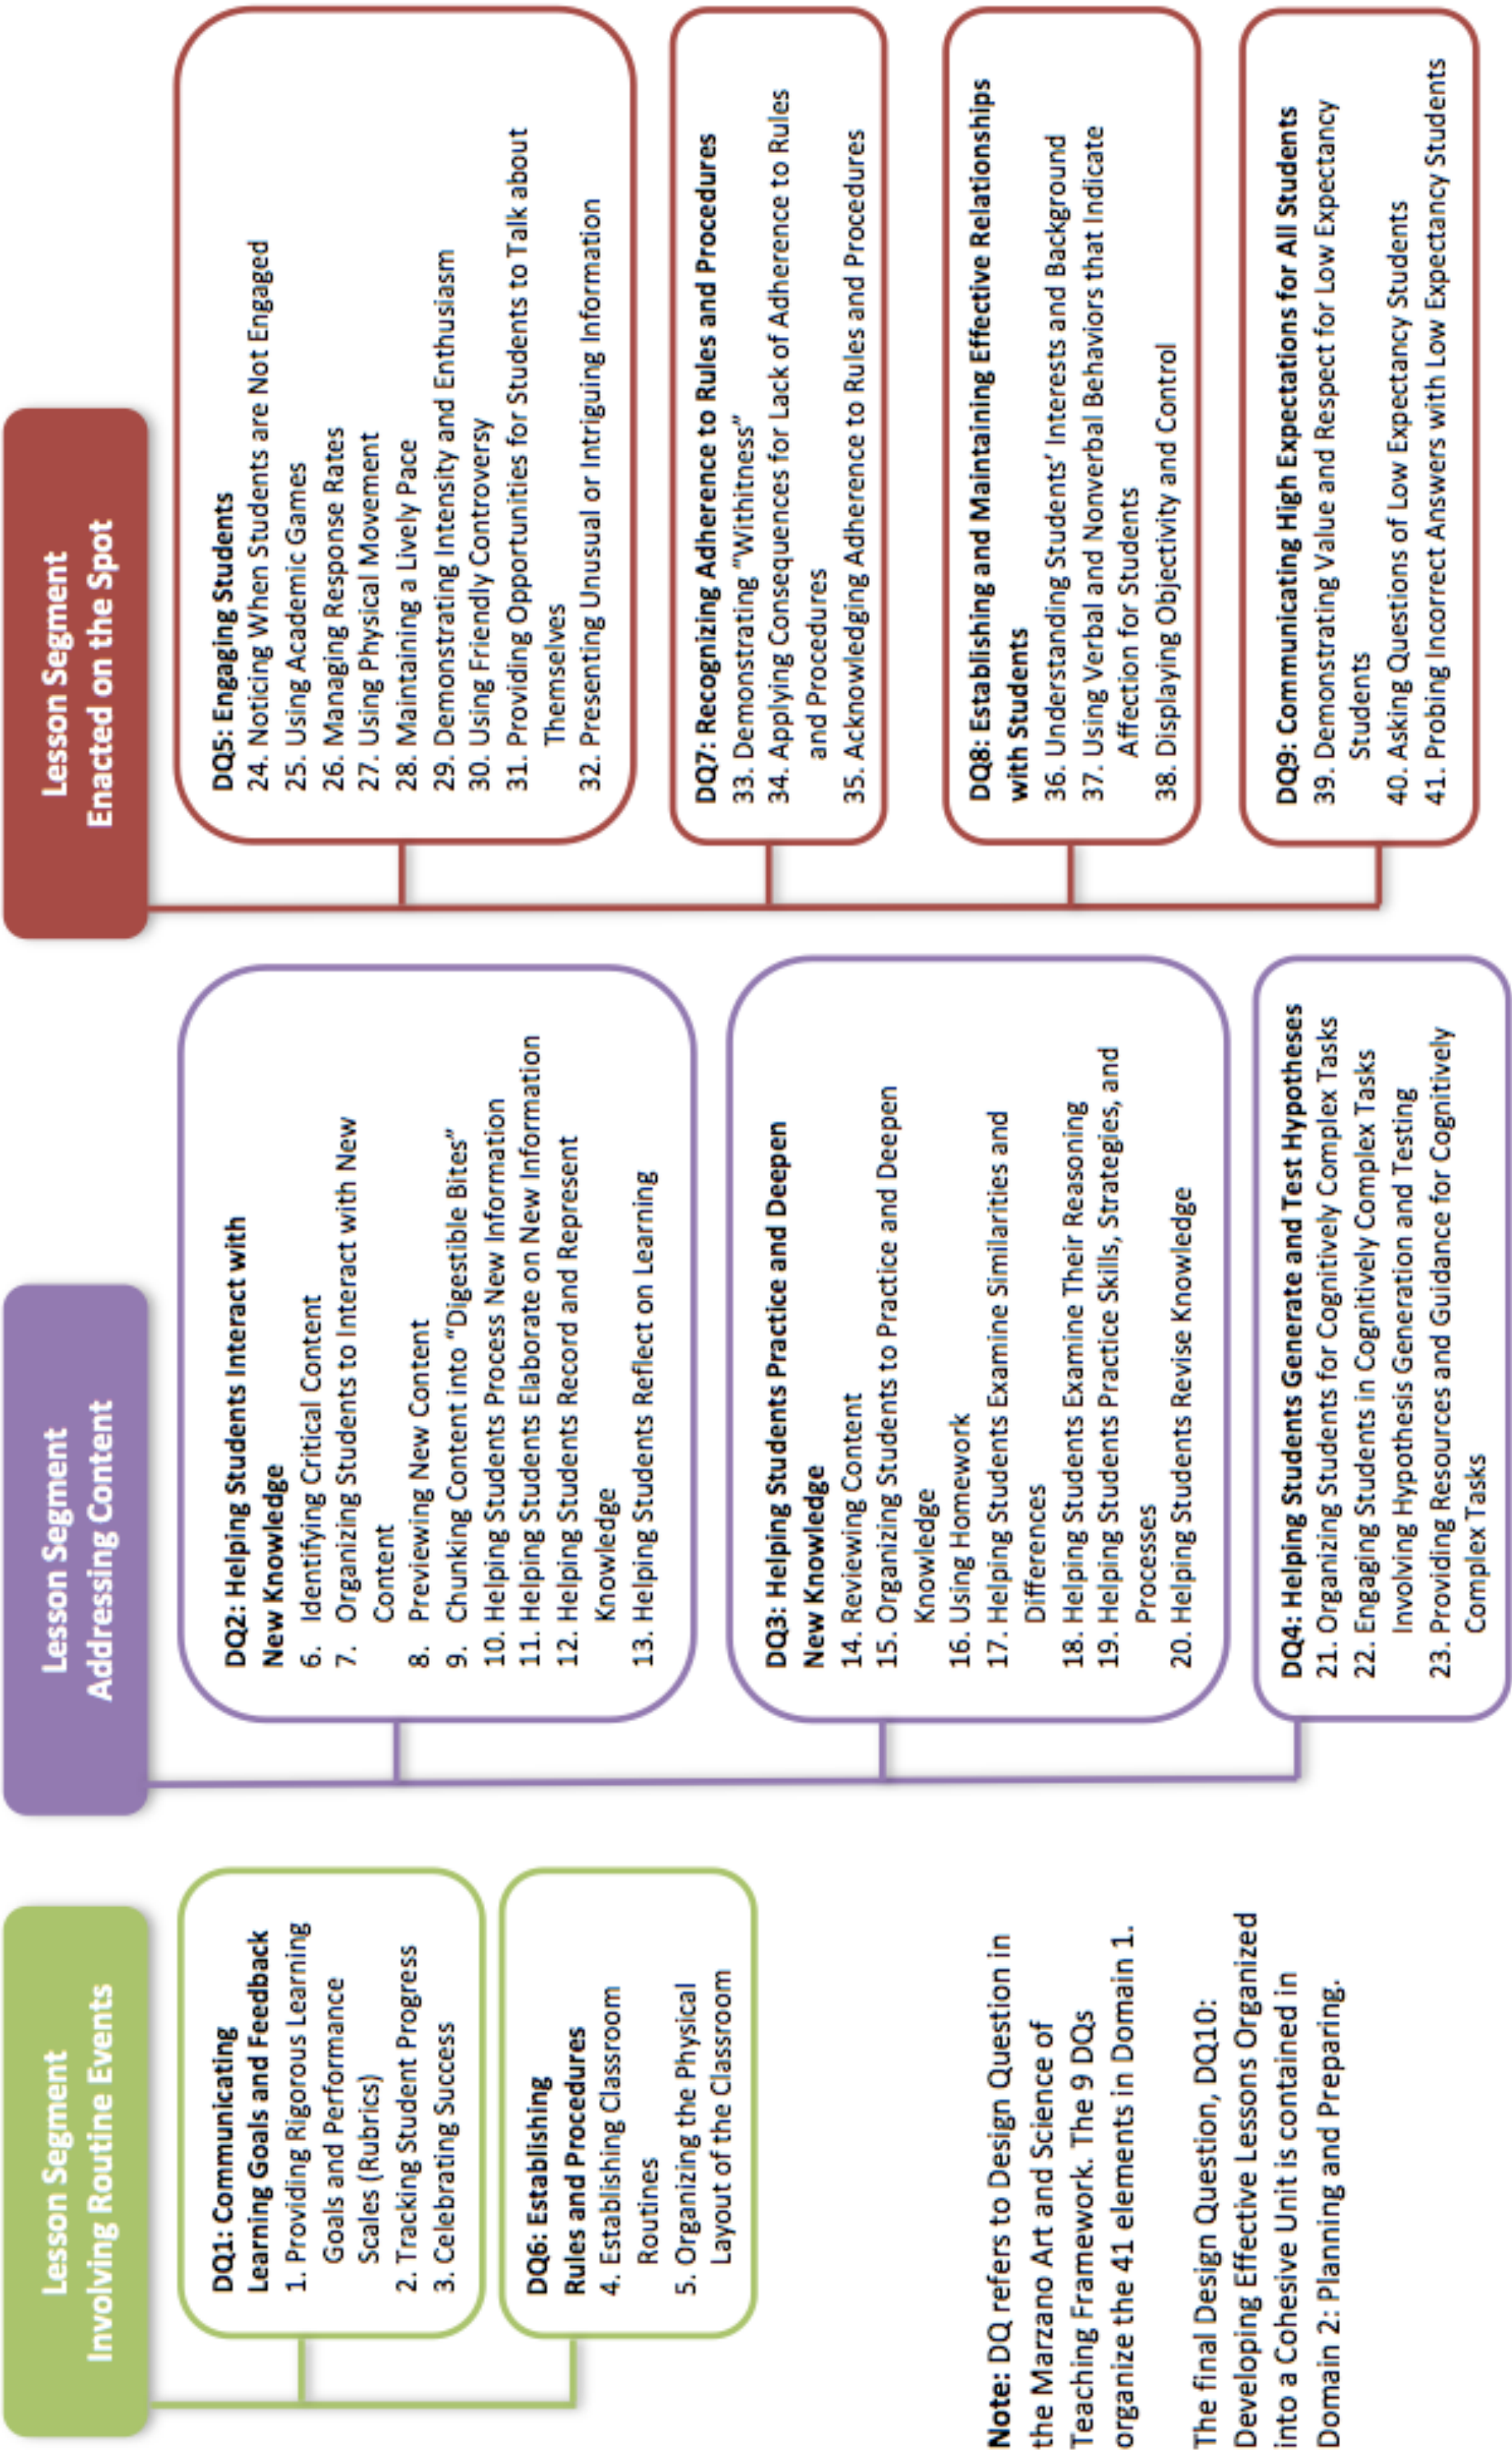 Lesson Segment
Involving Routine Events
DQ1: Communicating
Learning Goals and Feedback
1. Providing Rigorous Learning
Goals and Performance
Scales (Rubrics)
2. Tracking Student Progress
3. Celebrating Success
DQ6: Establishing
Rules and Procedures
4. Establishing Classroom
Routines
5. Organizing the Physical
Layout of the Classroom
Note: DQ refers to Design Question in
the Marzano Art and Science of
Teaching Framework. The 9 DQs
organize the 41 elements in Domain 1.
The final Design Question, DQ10:
Developing Effective Lessons Organized
into a Cohesive Unit is contained in
Domain 2: Planning and Preparing.
Lesson Segment
Addressing Content
DQ2: Helping Students Interact with
New Knowledge
6. Identifying Critical Content
7. Organizing Students to Interact with New
Content
8. Previewing New Content
9. Chunking Content into “Digestible Bites”
10. Helping Students Process New Information
11. Helping Students Elaborate on New Information
12. Helping Students Record and Represent
Knowledge
13. Helping Students Reflect on Learning
DQ3: Helping Students Practice and Deepen
New Knowledge
14. Reviewing Content
15. Organizing Students to Practice and Deepen
Knowledge
16. Using Homework
17. Helping Students Examine Similarities and
Differences
18. Helping Students Examine Their Reasoning
19. Helping Students Practice Skills, Strategies, and
Processes
20. Helping Students Revise Knowledge
DQ4: Helping Students Generate and Test Hypotheses
21. Organizing Students for Cognitively Complex Tasks
22. Engaging Students in Cognitively Complex Tasks
Involving Hypothesis Generation and Testing
23. Providing Resources and Guidance for Cognitively
Complex Tasks
Lesson Segment
Enacted on the Spot
DQ5: Engaging Students
24. Noticing When Students are Not Engaged
25. Using Academic Games
26. Managing Response Rates
27. Using Physical Movement
28. Maintaining a Lively Pace
29. Demonstrating Intensity and Enthusiasm
30. Using Friendly Controversy
31. Providing Opportunities for Students to Talk about
Themselves
32. Presenting Unusual or Intriguing Information
DQ7: Recognizing Adherence to Rules and Procedures
33. Demonstrating “Withitness”
34. Applying Consequences for Lack of Adherence to Rules
and Procedures
35. Acknowledging Adherence to Rules and Procedures
DQ8: Establishing and Maintaining Effective Relationships
with Students
36. Understanding Students’ Interests and Background
37. Using Verbal and Nonverbal Behaviors that Indicate
Affection for Students
38. Displaying Objectivity and Control
DQ9: Communicating High Expectations for All Students
39. Demonstrating Value and Respect for Low Expectancy
Students
40. Asking Questions of Low Expectancy Students
41. Probing Incorrect Answers with Low Expectancy Students